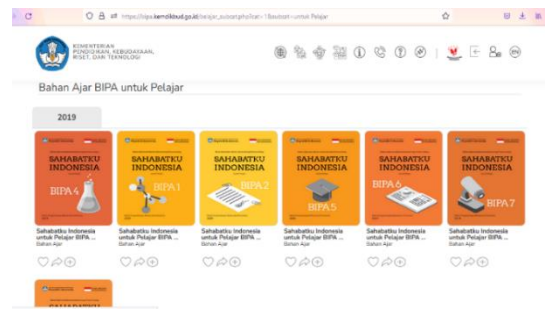 https://bipa.kemdikbud.go.id/belajar_pub
KEMENTERIAN
PENDIDIKAN, KEBUDAYAAN,
RISET, DAN TEKNOLOGI
Bahan Ajar BIPA untuk Pelajar
2019
SAHABATKU
INDONESIA
BIPA 4
SAHABATKU
INDONESIA
BIPA 1
SAHABATKU
INDONESIA
BIPA 2
SAHABATKU
INDONESIA
BIPA 5
SAHABATKU
INDONESIA
BIPA 6
SAHABATKU
INDONESIA
BIPA 7
Sahabatku Indonesia
untuk Pelajar BIPA ...
Bahan Ajar
Sahabatku Indonesia
untuk Pelajar BIPA ...
Bahan Ajar
Sahabatku Indonesia
untuk Pelajar BIPA ...
Bahan Ajar
Sahabatku Indonesia
untuk Pelajar BIPA ...
Bahan Ajar
Sahabatku Indonesia
untuk Pelajar BIPA ...
Bahan Ajar
Sahabatku Indonesia
untuk Pelajar BIPA ...
Bahan Ajar
SAHABATKU